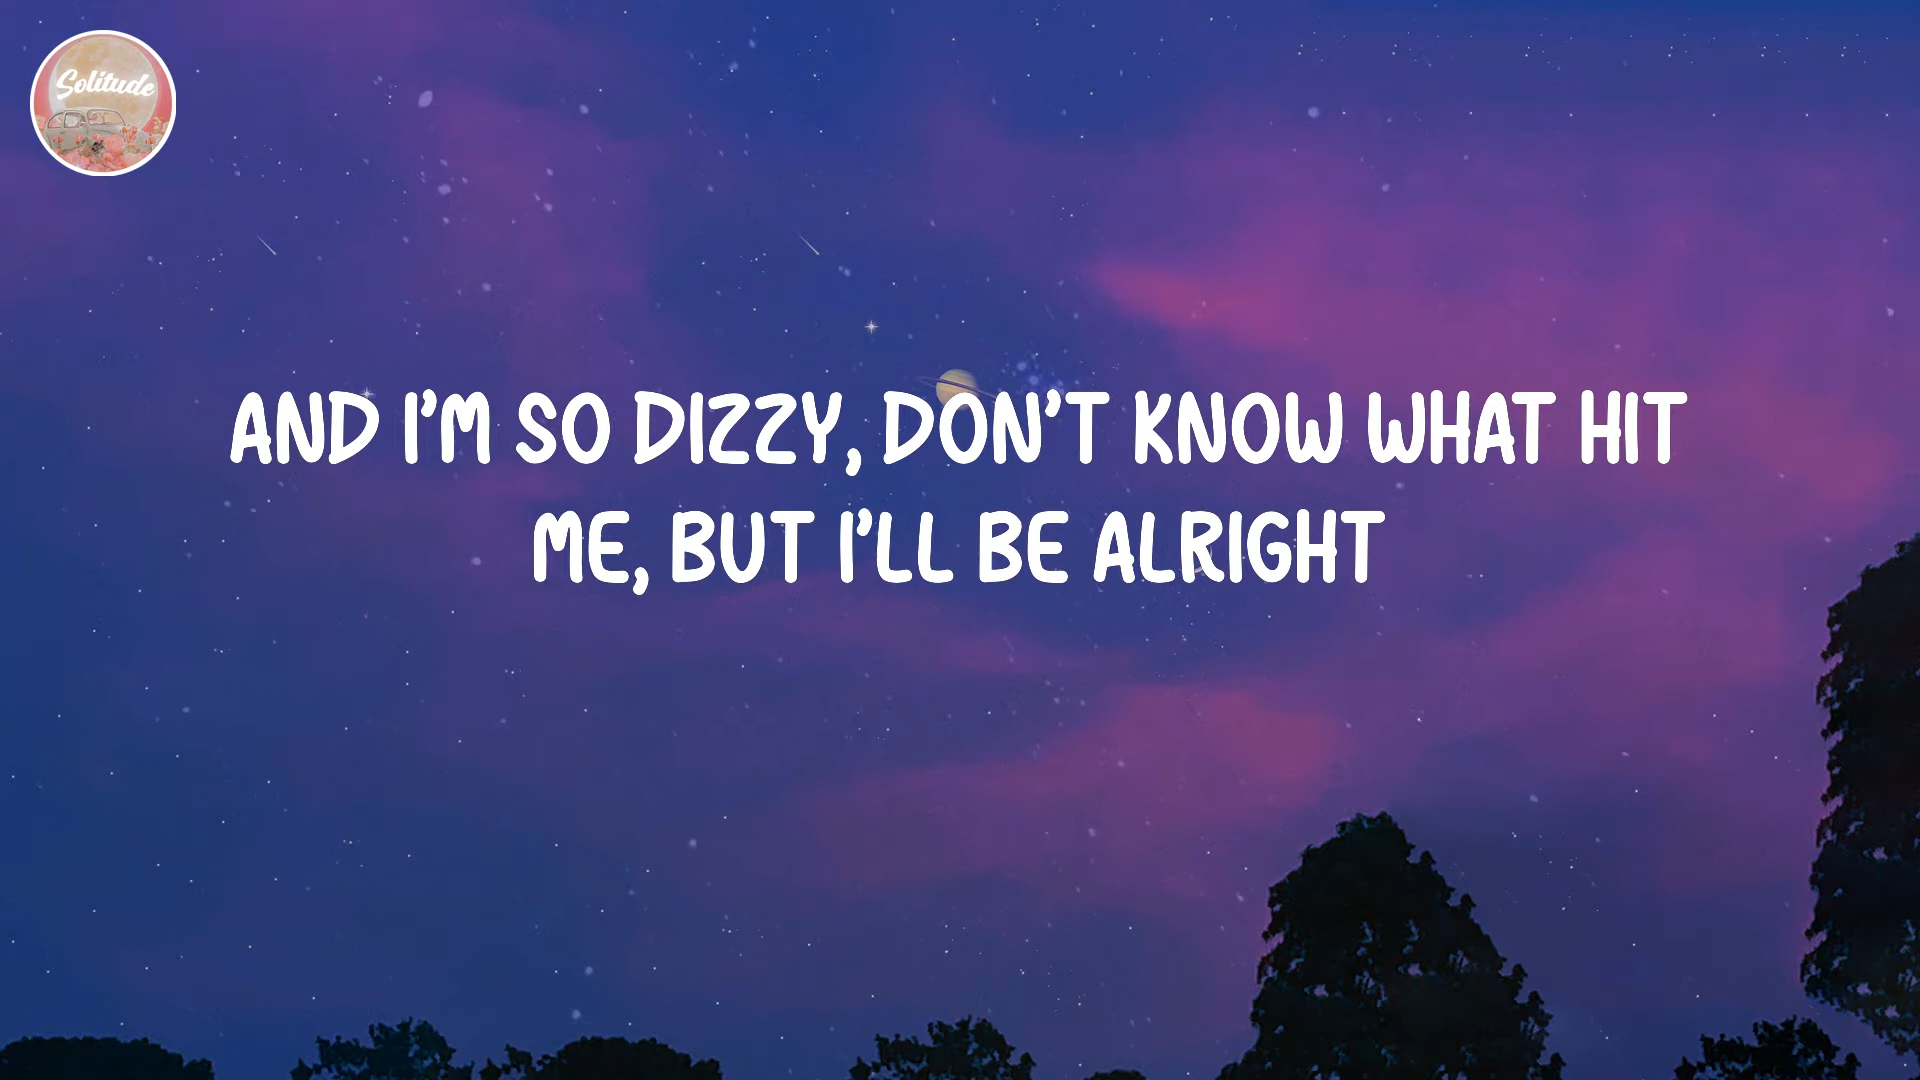 Solitude
AND I'M SO DIZZY, DON'T KNOW WHAT HIT
ME, BUT I'LL BE ALRIGHT